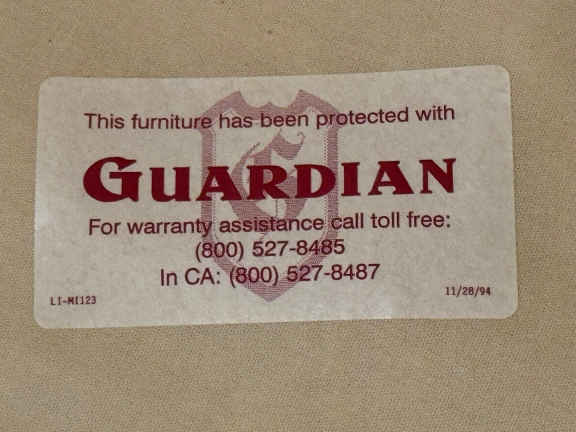 This furniture has been protected with
GUARDIAN
For warranty assistance call toll free:
(800) 527-8485
In CA: (800) 527-8487
LI-MI123
11/28/94